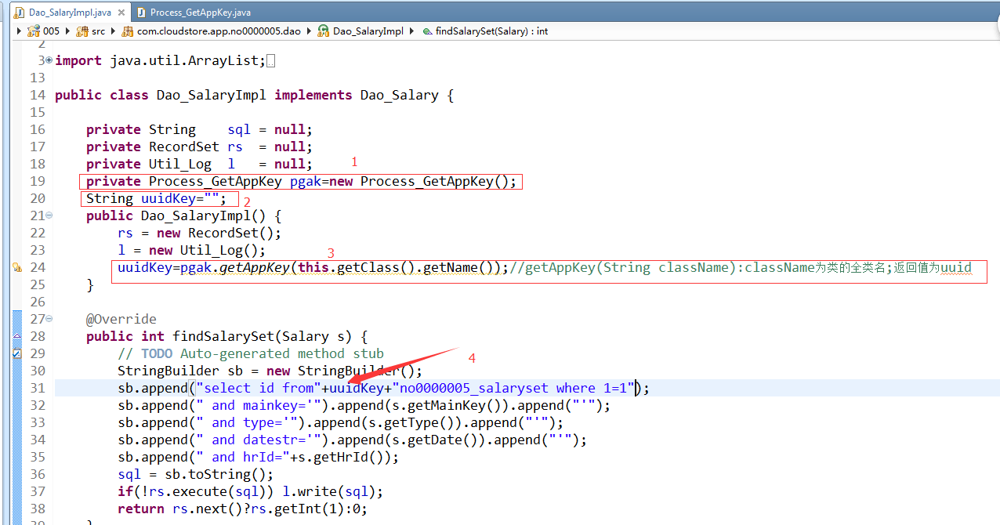 Dao_SalaryImpl.java Process_GetAppKey.java
005 src com.cloudstore.app.no0000005.dao Dao_SalaryImpl findSalarySet(Salary) : int
2
3 import java.util.ArrayList;
13
14 public class Dao_SalaryImpl implements Dao_Salary {
15
16 private String sql = null;
17 private RecordSet rs = null;
18 private Util_Log l = null; 1
19 private Process_GetAppKey pgak=new Process_GetAppKey();
20 String uuidKey=""; 2
21 public Dao_SalaryImpl() {
22 rs = new RecordSet();
23 l = new Util_Log(); 3
24 uuidKey=pgak.getAppKey(this.getClass().getName());//getAppKey(String className):className为类的全类名;返回值为uuid
25 }
26
27 @Override
28 public int findSalarySet(Salary s) {
29 // TODO Auto-generated method stub 4
30 StringBuilder sb = new StringBuilder();
31 sb.append("select id from"+uuidKey+"no0000005_salaryset where 1=1");
32 sb.append(" and mainkey='").append(s.getMainKey()).append("'");
33 sb.append(" and type='").append(s.getType()).append("'");
34 sb.append(" and datestr='").append(s.getDate()).append("'");
35 sb.append(" and hrId="+s.getHrId());
36 sql = sb.toString();
37 if(!rs.execute(sql)) l.write(sql);
38 return rs.next()?rs.getInt(1):0;
39 }